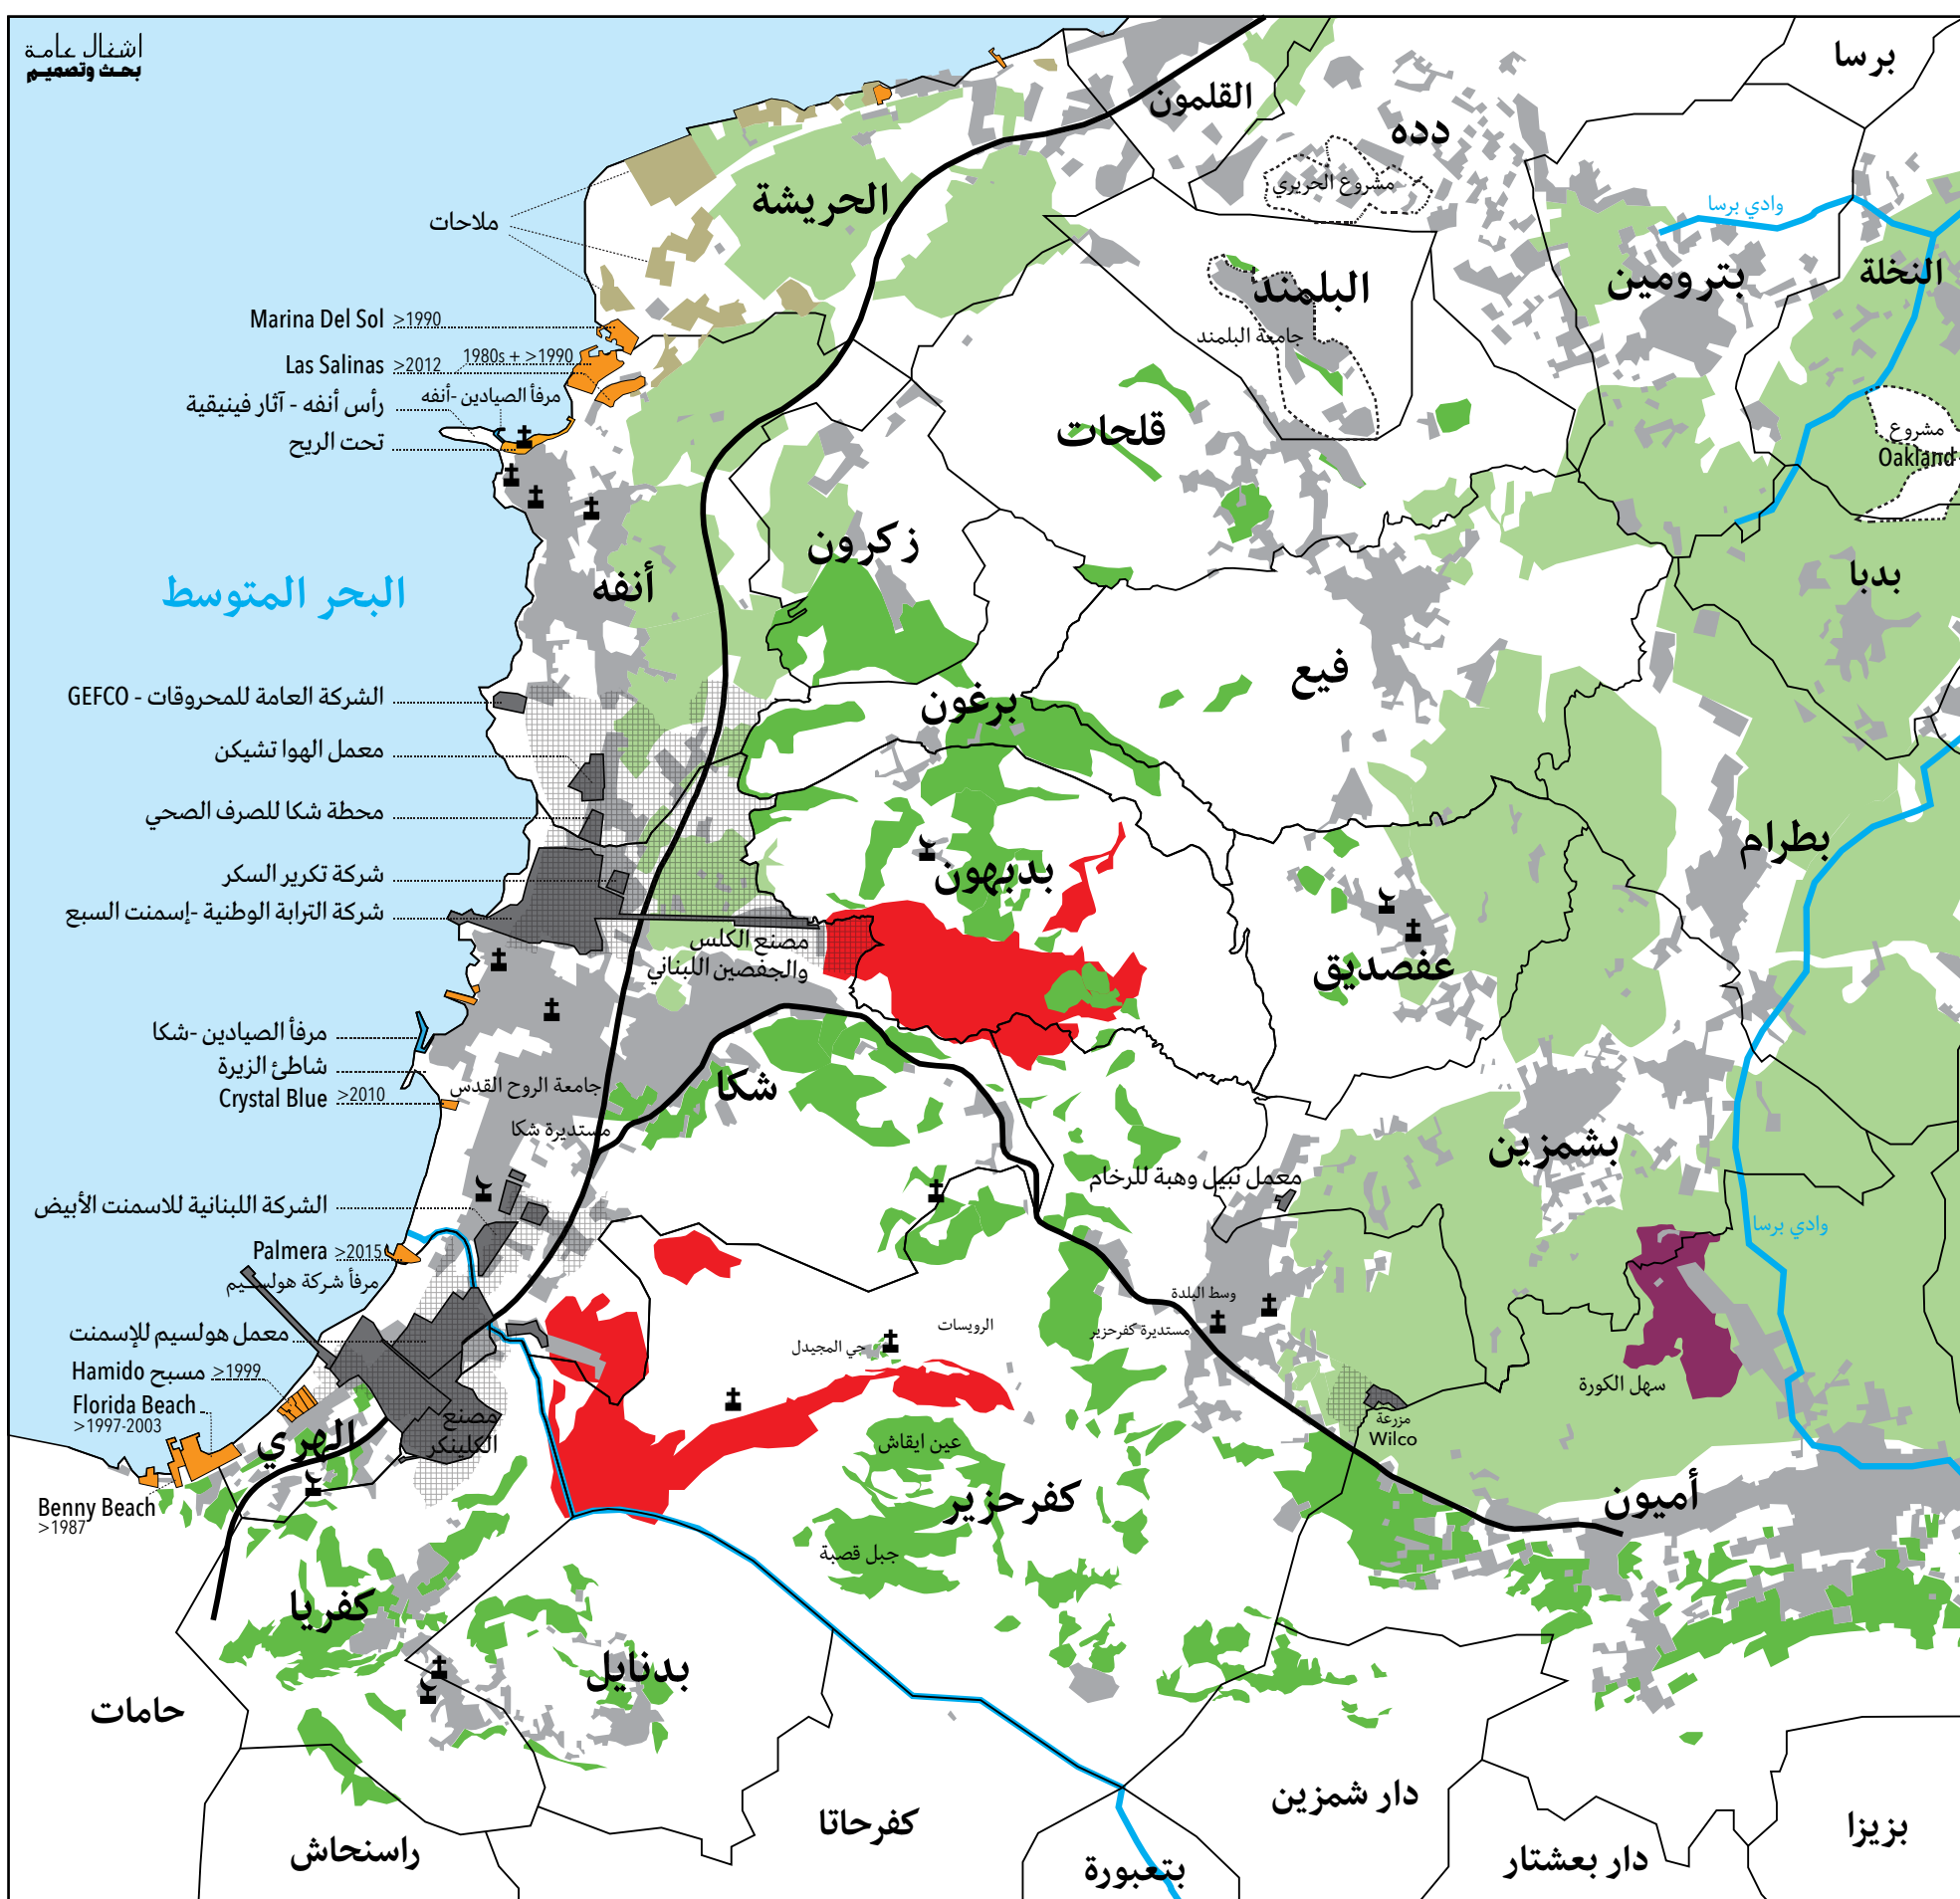 اشغال عامة
بحث وتصميم
برسا
القلمون
دده
مشروع الحريري
وادي برسا
الحريشة
ملاحات
البلمند
جامعة البلمند
بترومين
النخلة
Marina Del Sol >1990
Las Salinas >2012 1980s + >1990
رأس أنفه - آثار فينيقية
مرفأ الصيادين -أنفه
تحت الريح
قلحات
مشروع
Oakland
زكرون
أنفه
البحر المتوسط
بدبا
فيع
برغون
الشركة العامة للمحروقات - GEFCO
معمل الهوا تشيكن
محطة شكا للصرف الصحي
بطرام
شركة تكرير السكر
بدبهون
شركة الترابة الوطنية -إسمنت السبع
مصنع الكلس
والجفصين اللبناني
عفصديق
مرفأ الصيادين -شكا
شاطئ الزيرة
Crystal Blue >2010
جامعة الروح القدس
شكا
مستديرة شكا
بشمزين
معمل نبيل وهبة للرخام
الشركة اللبنانية للاسمنت الأبيض
وادي برسا
Palmera >2015
مرفأ شركة هولسيم
وسط البلدة
مستديرة كفرحزير
الرويسات
جي المجيدل
معمل هولسيم للإسمنت
Hamido مسبح >1999
Florida Beach
>1997-2003
سهل الكورة
مزرعة
Wilco
مصنع
الكلينكر
الهري
عين ايقاش
كفرحزير
أميون
Benny Beach
>1987
جبل قصبة
كفريا
بدنايل
حامات
دار شمزين
كفرحاتا
بزيزا
راسنحاش
دار بعشتار
بتعبورة